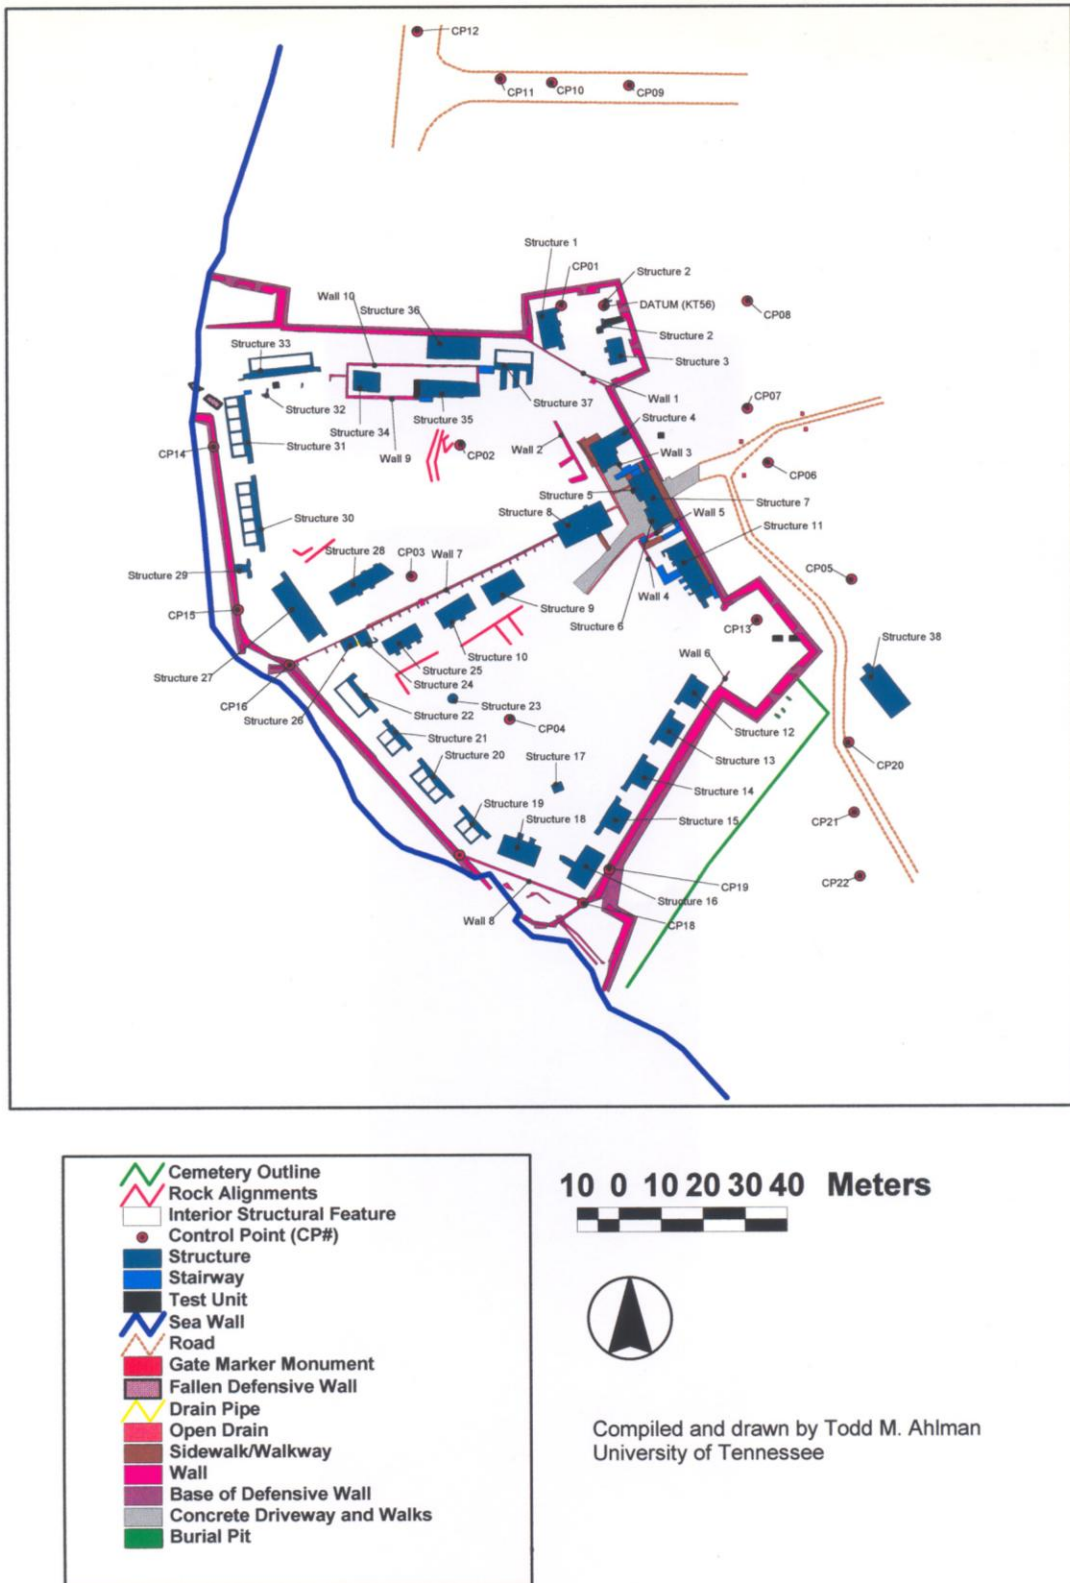 CP12
CP11
CP10
CP09
Structure 1
CP01
Structure 2
DATUM (KT56)
CP08
Wall 10
Structure 36
Structure 2
Structure 33
Structure 3
Structure 32
Structure 37
Wall 1
CP07
Structure 34
Structure 35
Structure 4
Structure 31
CP14
Wall 9
CP02
Wall 2
Wall 3
CP06
Structure 5
Structure 7
Structure 30
Structure 8
Wall 5
Structure 11
Structure 28
CP03
Wall 7
Structure 29
CP05
Wall 4
CP15
Structure 9
Structure 6
CP13
Structure 38
Structure 10
Wall 6
Structure 27
Structure 25
Structure 24
CP16
Structure 26
Structure 23
Structure 22
CP04
Structure 12
Structure 21
Structure 20
Structure 17
Structure 13
CP20
Structure 14
Structure 19
Structure 18
Structure 15
CP21
CP19
CP22
Structure 16
Wall 8
CP18
Cemetery Outline
Rock Alignments
Interior Structural Feature
Control Point (CP#)
Structure
Stairway
Test Unit
Sea Wall
Road
Gate Marker Monument
Fallen Defensive Wall
Drain Pipe
Open Drain
Sidewalk/Walkway
Wall
Base of Defensive Wall
Concrete Driveway and Walks
Burial Pit
10 0 10 20 30 40 Meters
Compiled and drawn by Todd M. Ahlman
University of Tennessee